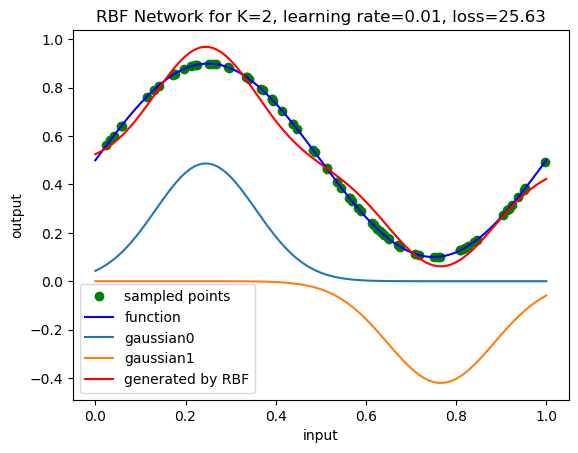 RBF Network for K=2, learning rate=0.01, loss=25.63
1.0
0.8
0.6
0.4
0.2
0.0
−0.2
−0.4
output
sampled points
function
gaussian0
gaussian1
generated by RBF
0.0 0.2 0.4 0.6 0.8 1.0
input